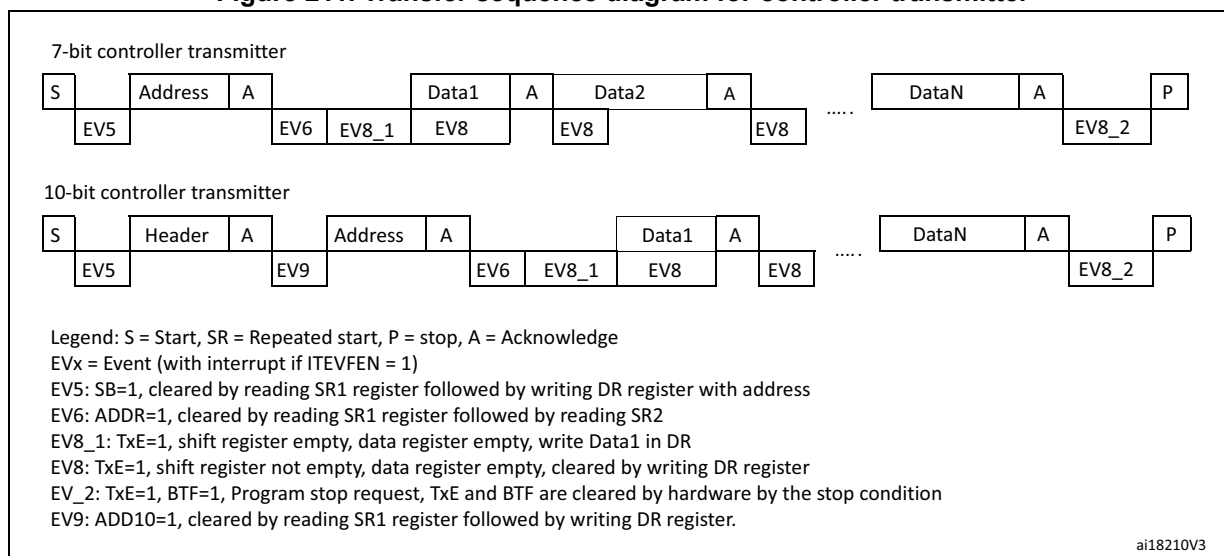 Figure 241. Transfer sequence diagram for controller transmitter
7-bit controller transmitter
S Address A Data1 A Data2 A ..... DataN A P
EV5 EV6 EV8_1 EV8 EV8 EV8 EV8_2
10-bit controller transmitter
S Header A Address A Data1 A ..... DataN A P
EV5 EV9 EV6 EV8_1 EV8 EV8 EV8_2
Legend: S = Start, SR = Repeated start, P = stop, A = Acknowledge
EVx = Event (with interrupt if ITEVFEN = 1)
EV5: SB=1, cleared by reading SR1 register followed by writing DR register with address
EV6: ADDR=1, cleared by reading SR1 register followed by reading SR2
EV8_1: TxE=1, shift register empty, data register empty, write Data1 in DR
EV8: TxE=1, shift register not empty, data register empty, cleared by writing DR register
EV_2: TxE=1, BTF=1, Program stop request, TxE and BTF are cleared by hardware by the stop condition
EV9: ADD10=1, cleared by reading SR1 register followed by writing DR register.
ai18210V3